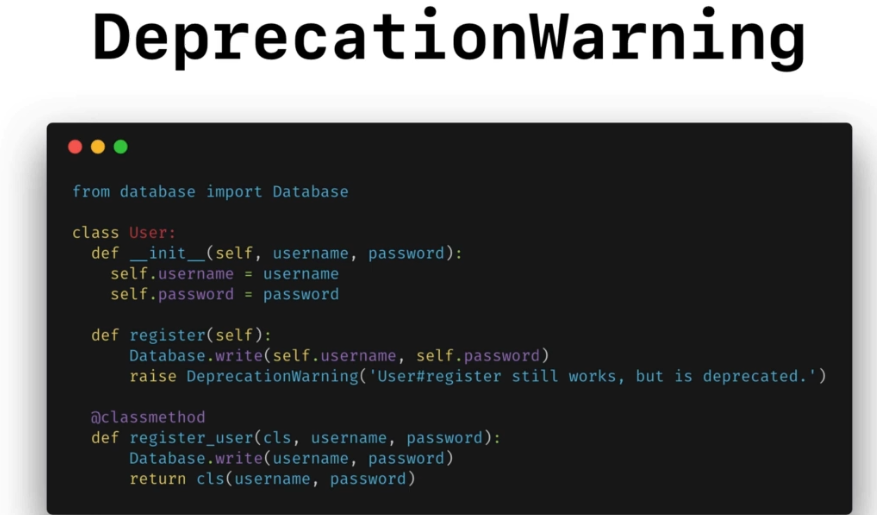 DeprecationWarning
from database import Database
class User:
  def __init__(self, username, password):
    self.username = username
    self.password = password
  def register(self):
      Database.write(self.username, self.password)
      raise DeprecationWarning('User#register still works, but is deprecated.')
  @classmethod
  def register_user(cls, username, password):
      Database.write(username, password)
      return cls(username, password)